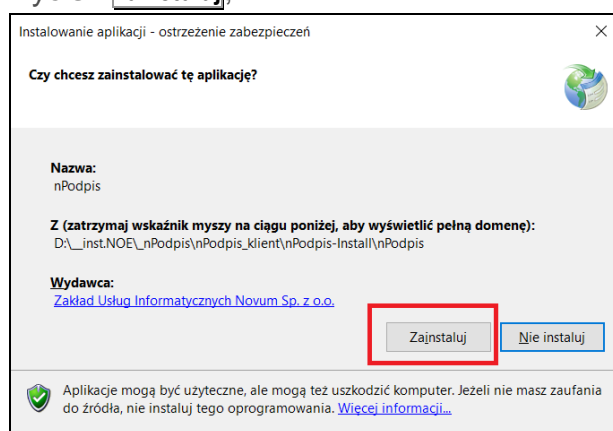 Instalowanie aplikacji - ostrzeżenie zabezpieczeń
Czy chcesz zainstalować tę aplikację?
Nazwa:
nPodpis
Z (zatrzymaj wskaźnik myszy na ciągu poniżej, aby wyświetlić pełną domenę):
D:\__inst.NOE\_nPodpis\nPodpis_klient\nPodpis-Install\nPodpis
Wydawca:
Zakład Usług Informatycznych Novum Sp. z o.o.
Zainstaluj Nie instaluj
Aplikacje mogą być użyteczne, ale mogą też uszkodzić komputer. Jeżeli nie masz zaufania
do źródła, nie instaluj tego oprogramowania. Więcej informacji...